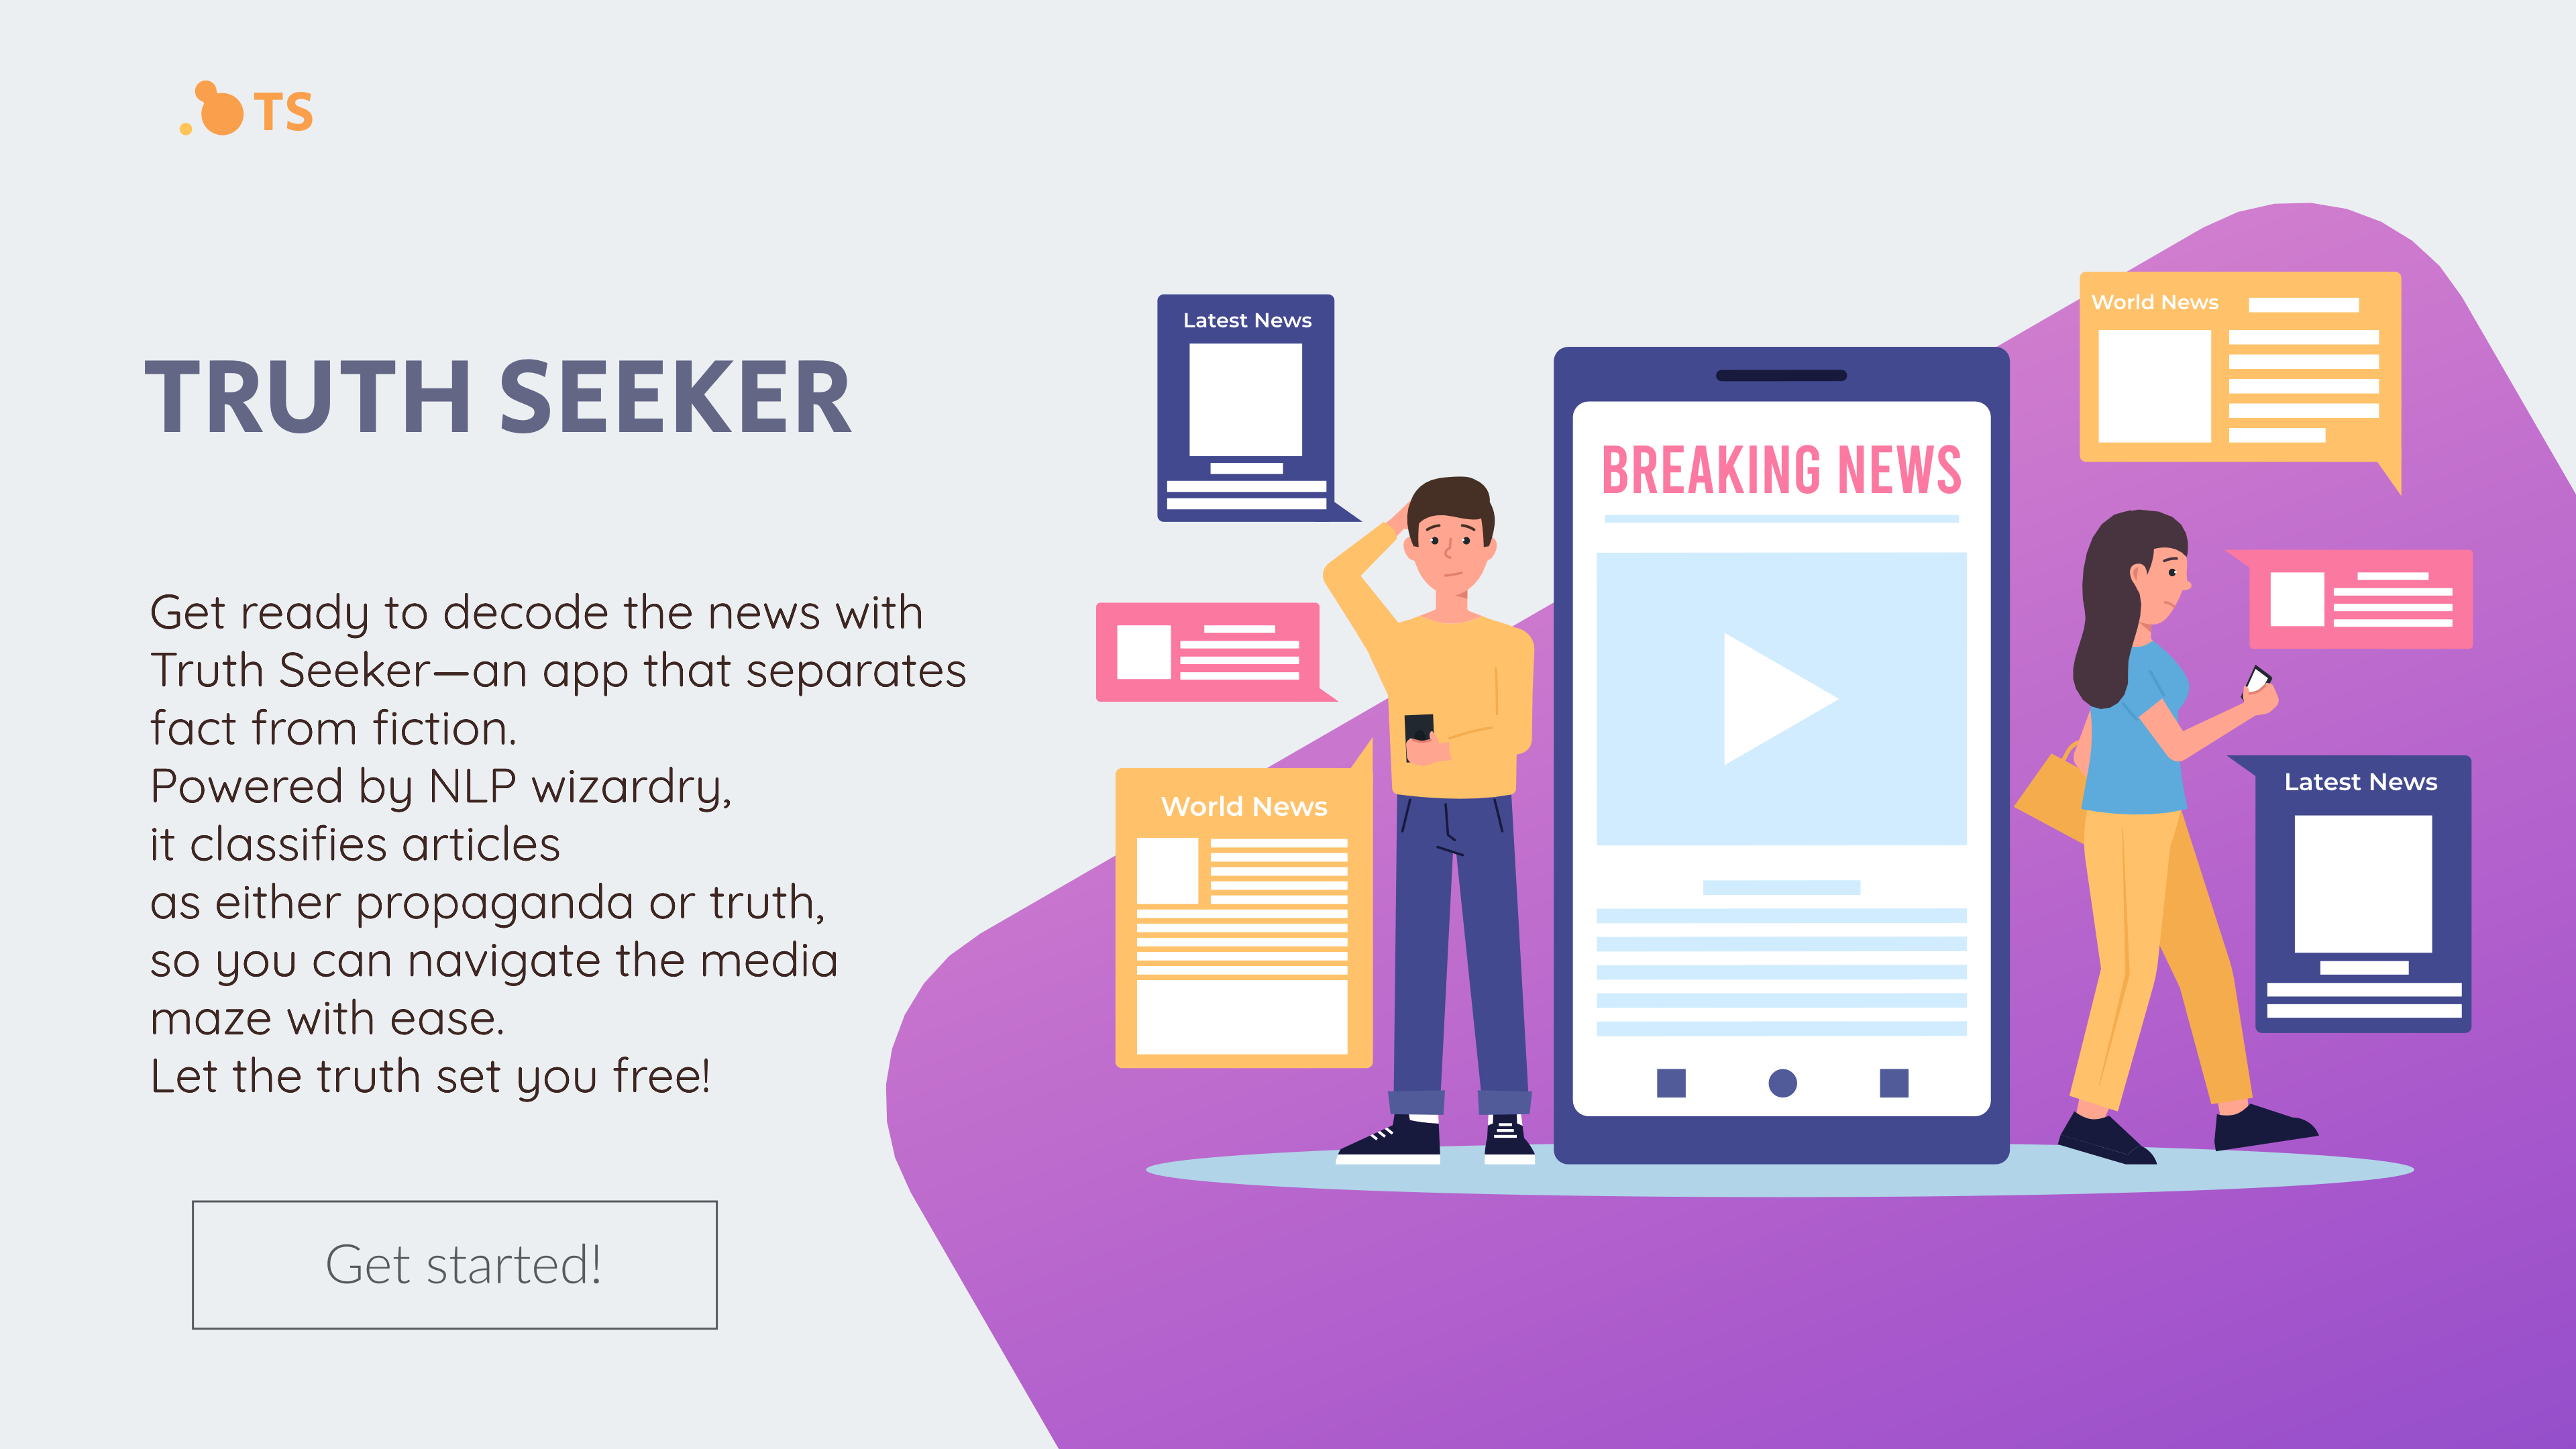 TS
TRUTH SEEKER
Get ready to decode the news with
Truth Seeker—an app that separates
fact from fiction.
Powered by NLP wizardry,
it classifies articles
as either propaganda or truth,
so you can navigate the media
maze with ease.
Let the truth set you free!
Get started!
Latest News
World News
BREAKING NEWS
World News
Latest News